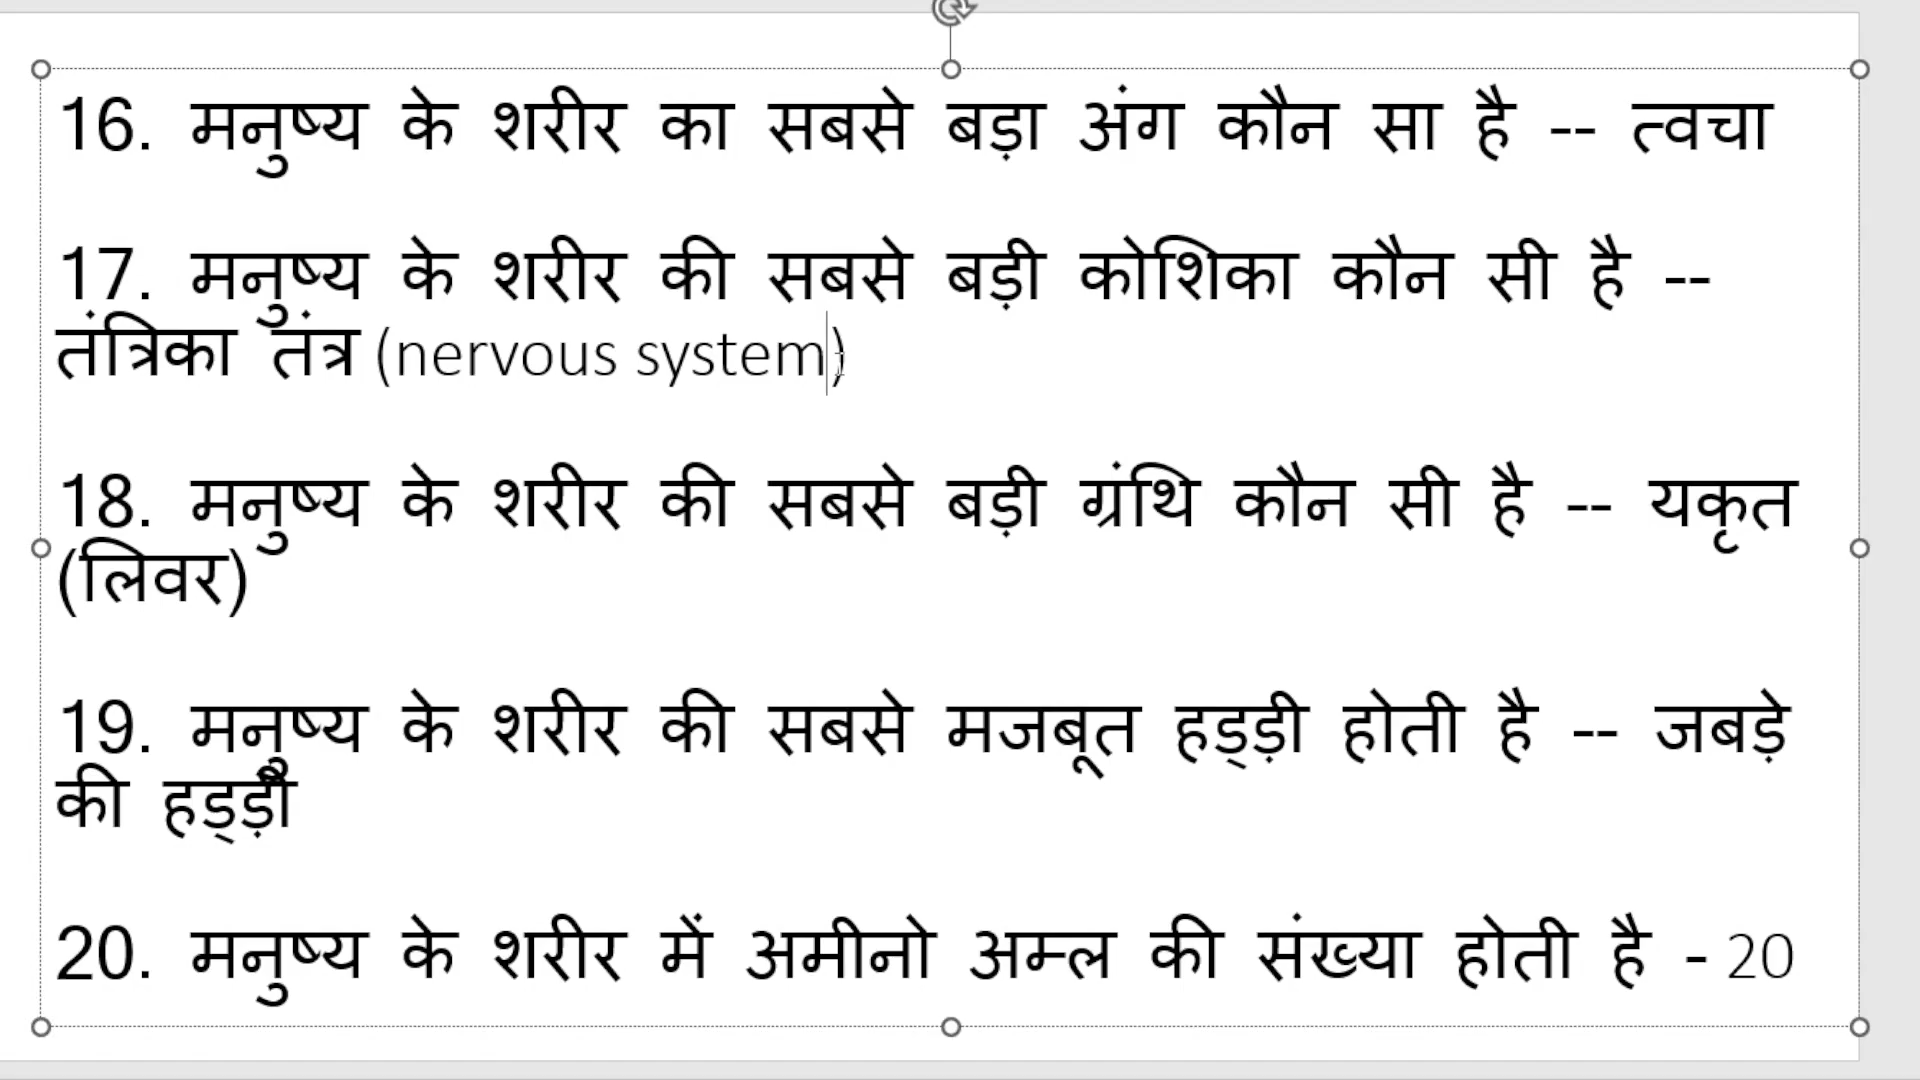 16. मनुष्य के शरीर का सबसे बड़ा अंग कौन सा है -- त्वचा
17. मनुष्य के शरीर की सबसे बड़ी कोशिका कौन सी है --
तंत्रिका तंत्र (nervous system)
18. मनुष्य के शरीर की सबसे बड़ी ग्रंथि कौन सी है -- यकृत
(लिवर)
19. मनुष्य के शरीर की सबसे मजबूत हड्ड़ी होती है -- जबड़े
की हड्ड़ी
20. मनुष्य के शरीर में अमीनो अम्ल की संख्या होती है - 20